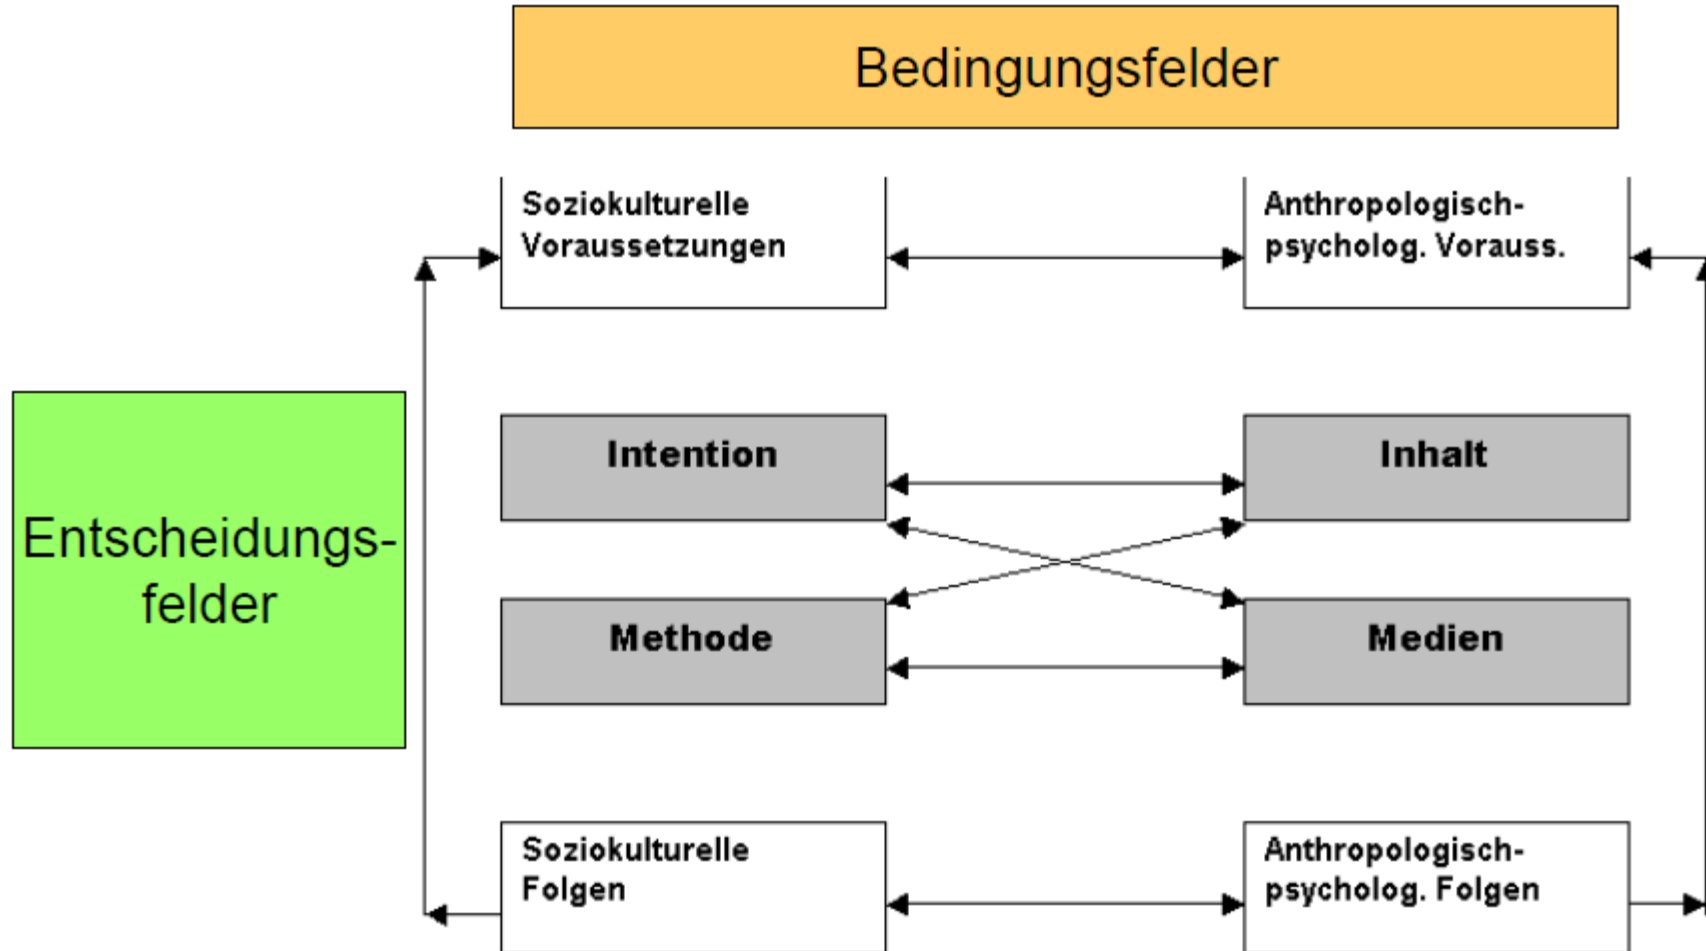 Bedingungsfelder
Soziokulturelle
Voraussetzungen
Anthropologisch-
psycholog. Vorauss.
Entscheidungs-
felder
Intention
Inhalt
Methode
Medien
Soziokulturelle
Folgen
Anthropologisch-
psycholog. Folgen